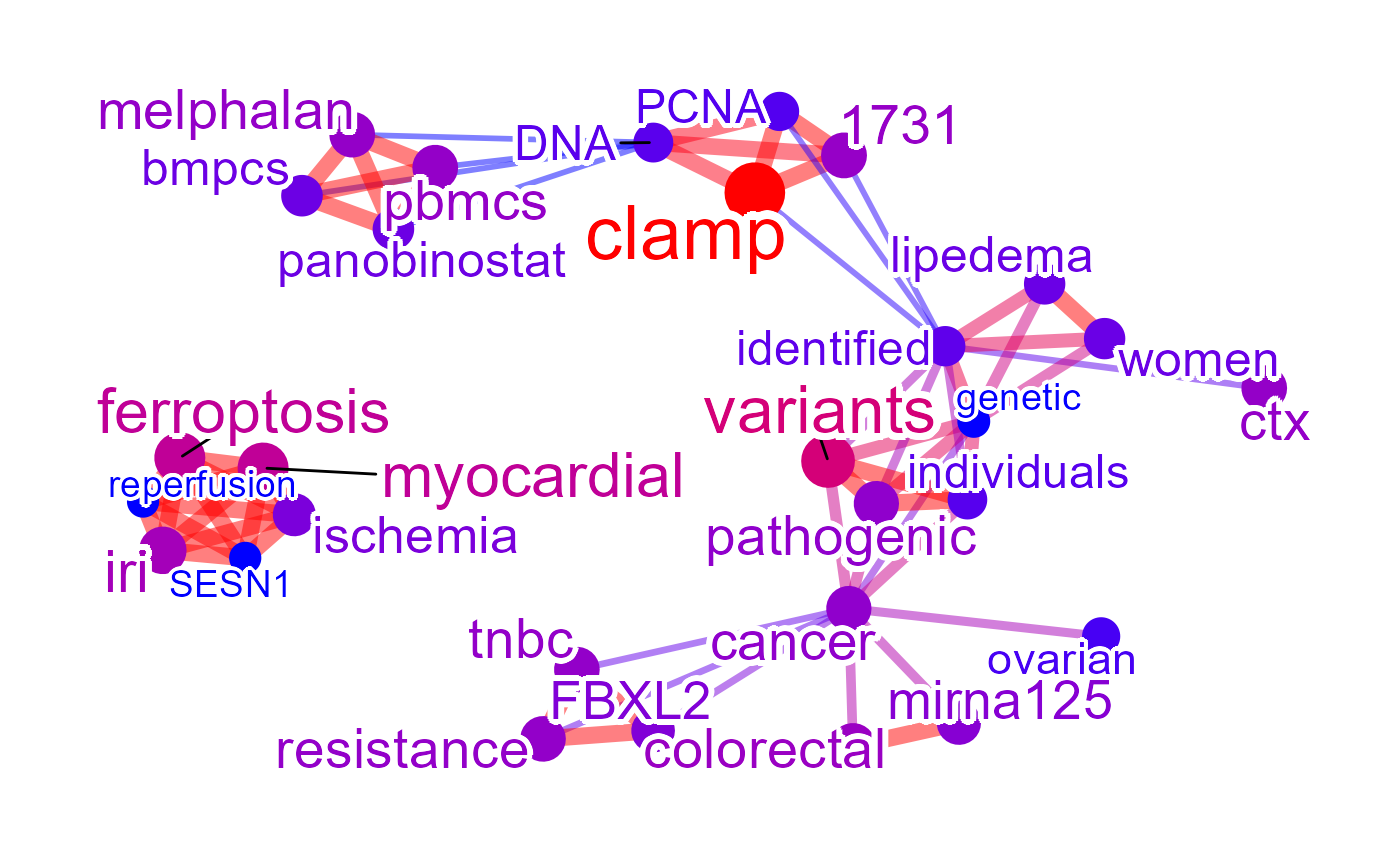 melphalan
PCNA
1731
DNA
bmpcs
pbmcs
clamp
panobinostat
lipedema
identified
women
ferroptosis
variants
genetic
ctx
myocardial
reperfusion
individuals
ischemia
pathogenic
iri
SESN1
tnbc
cancer
ovarian
FBXL2
mirna125
resistance
colorectal